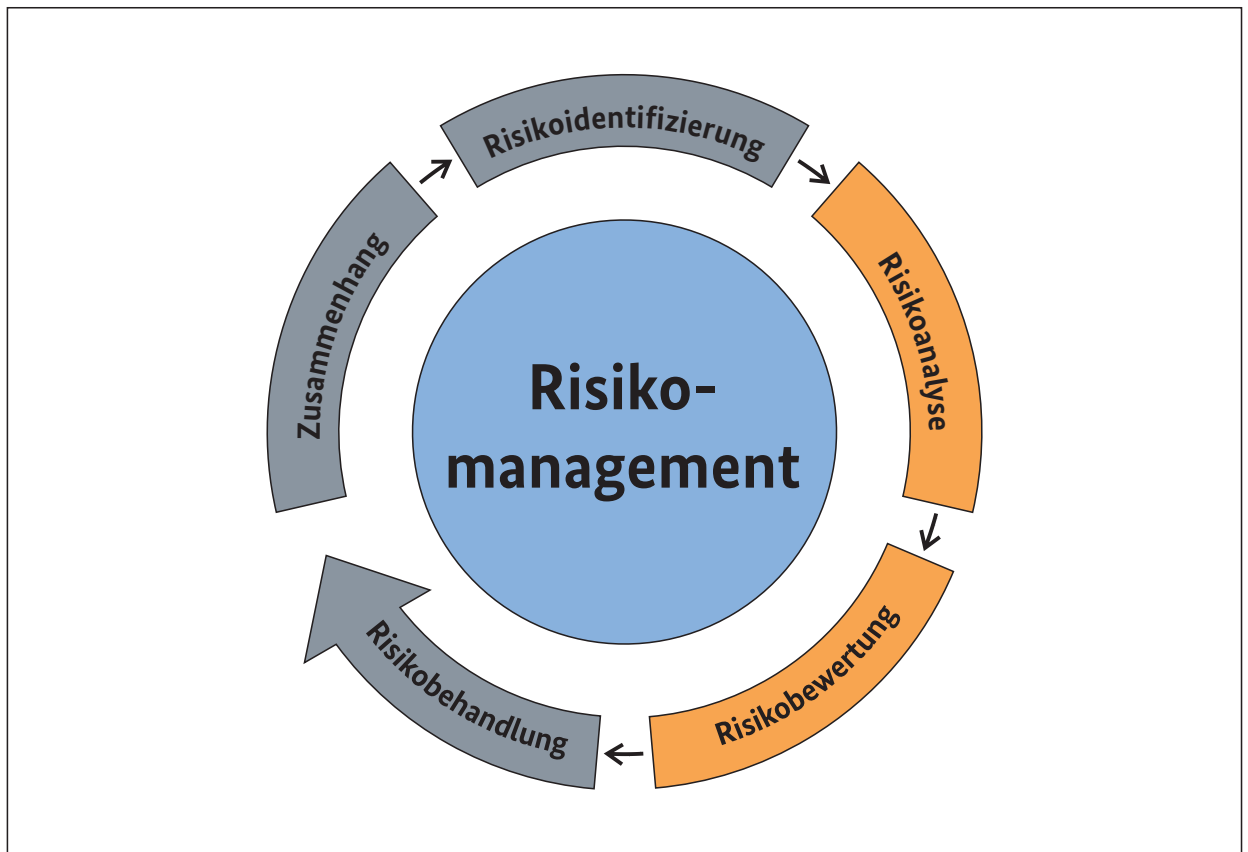 Risikoidentifizierung
Zusammenhang
Risikoanalyse
Risiko-
management
Risikobewertung
Risikobehandlung